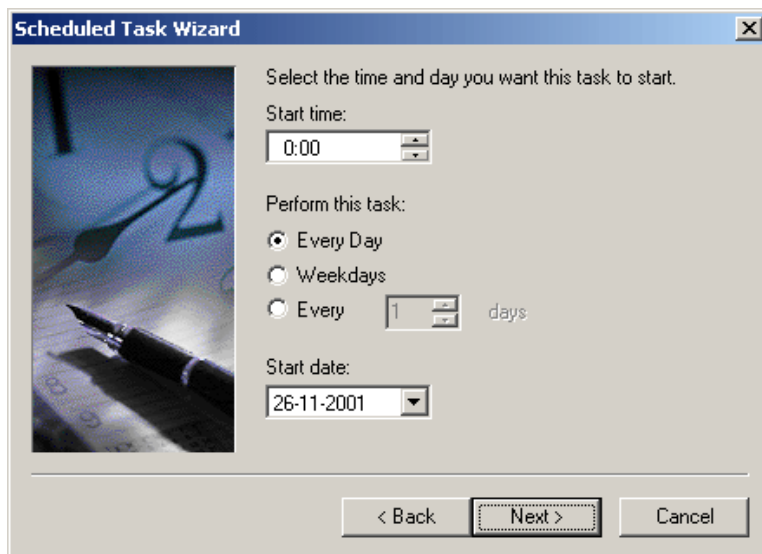 Scheduled Task Wizard
Select the time and day you want this task to start.
Start time:
0:00
Perform this task:
Every Day
Weekdays
Every 1 days
Start date:
26-11-2001
< Back Next > Cancel